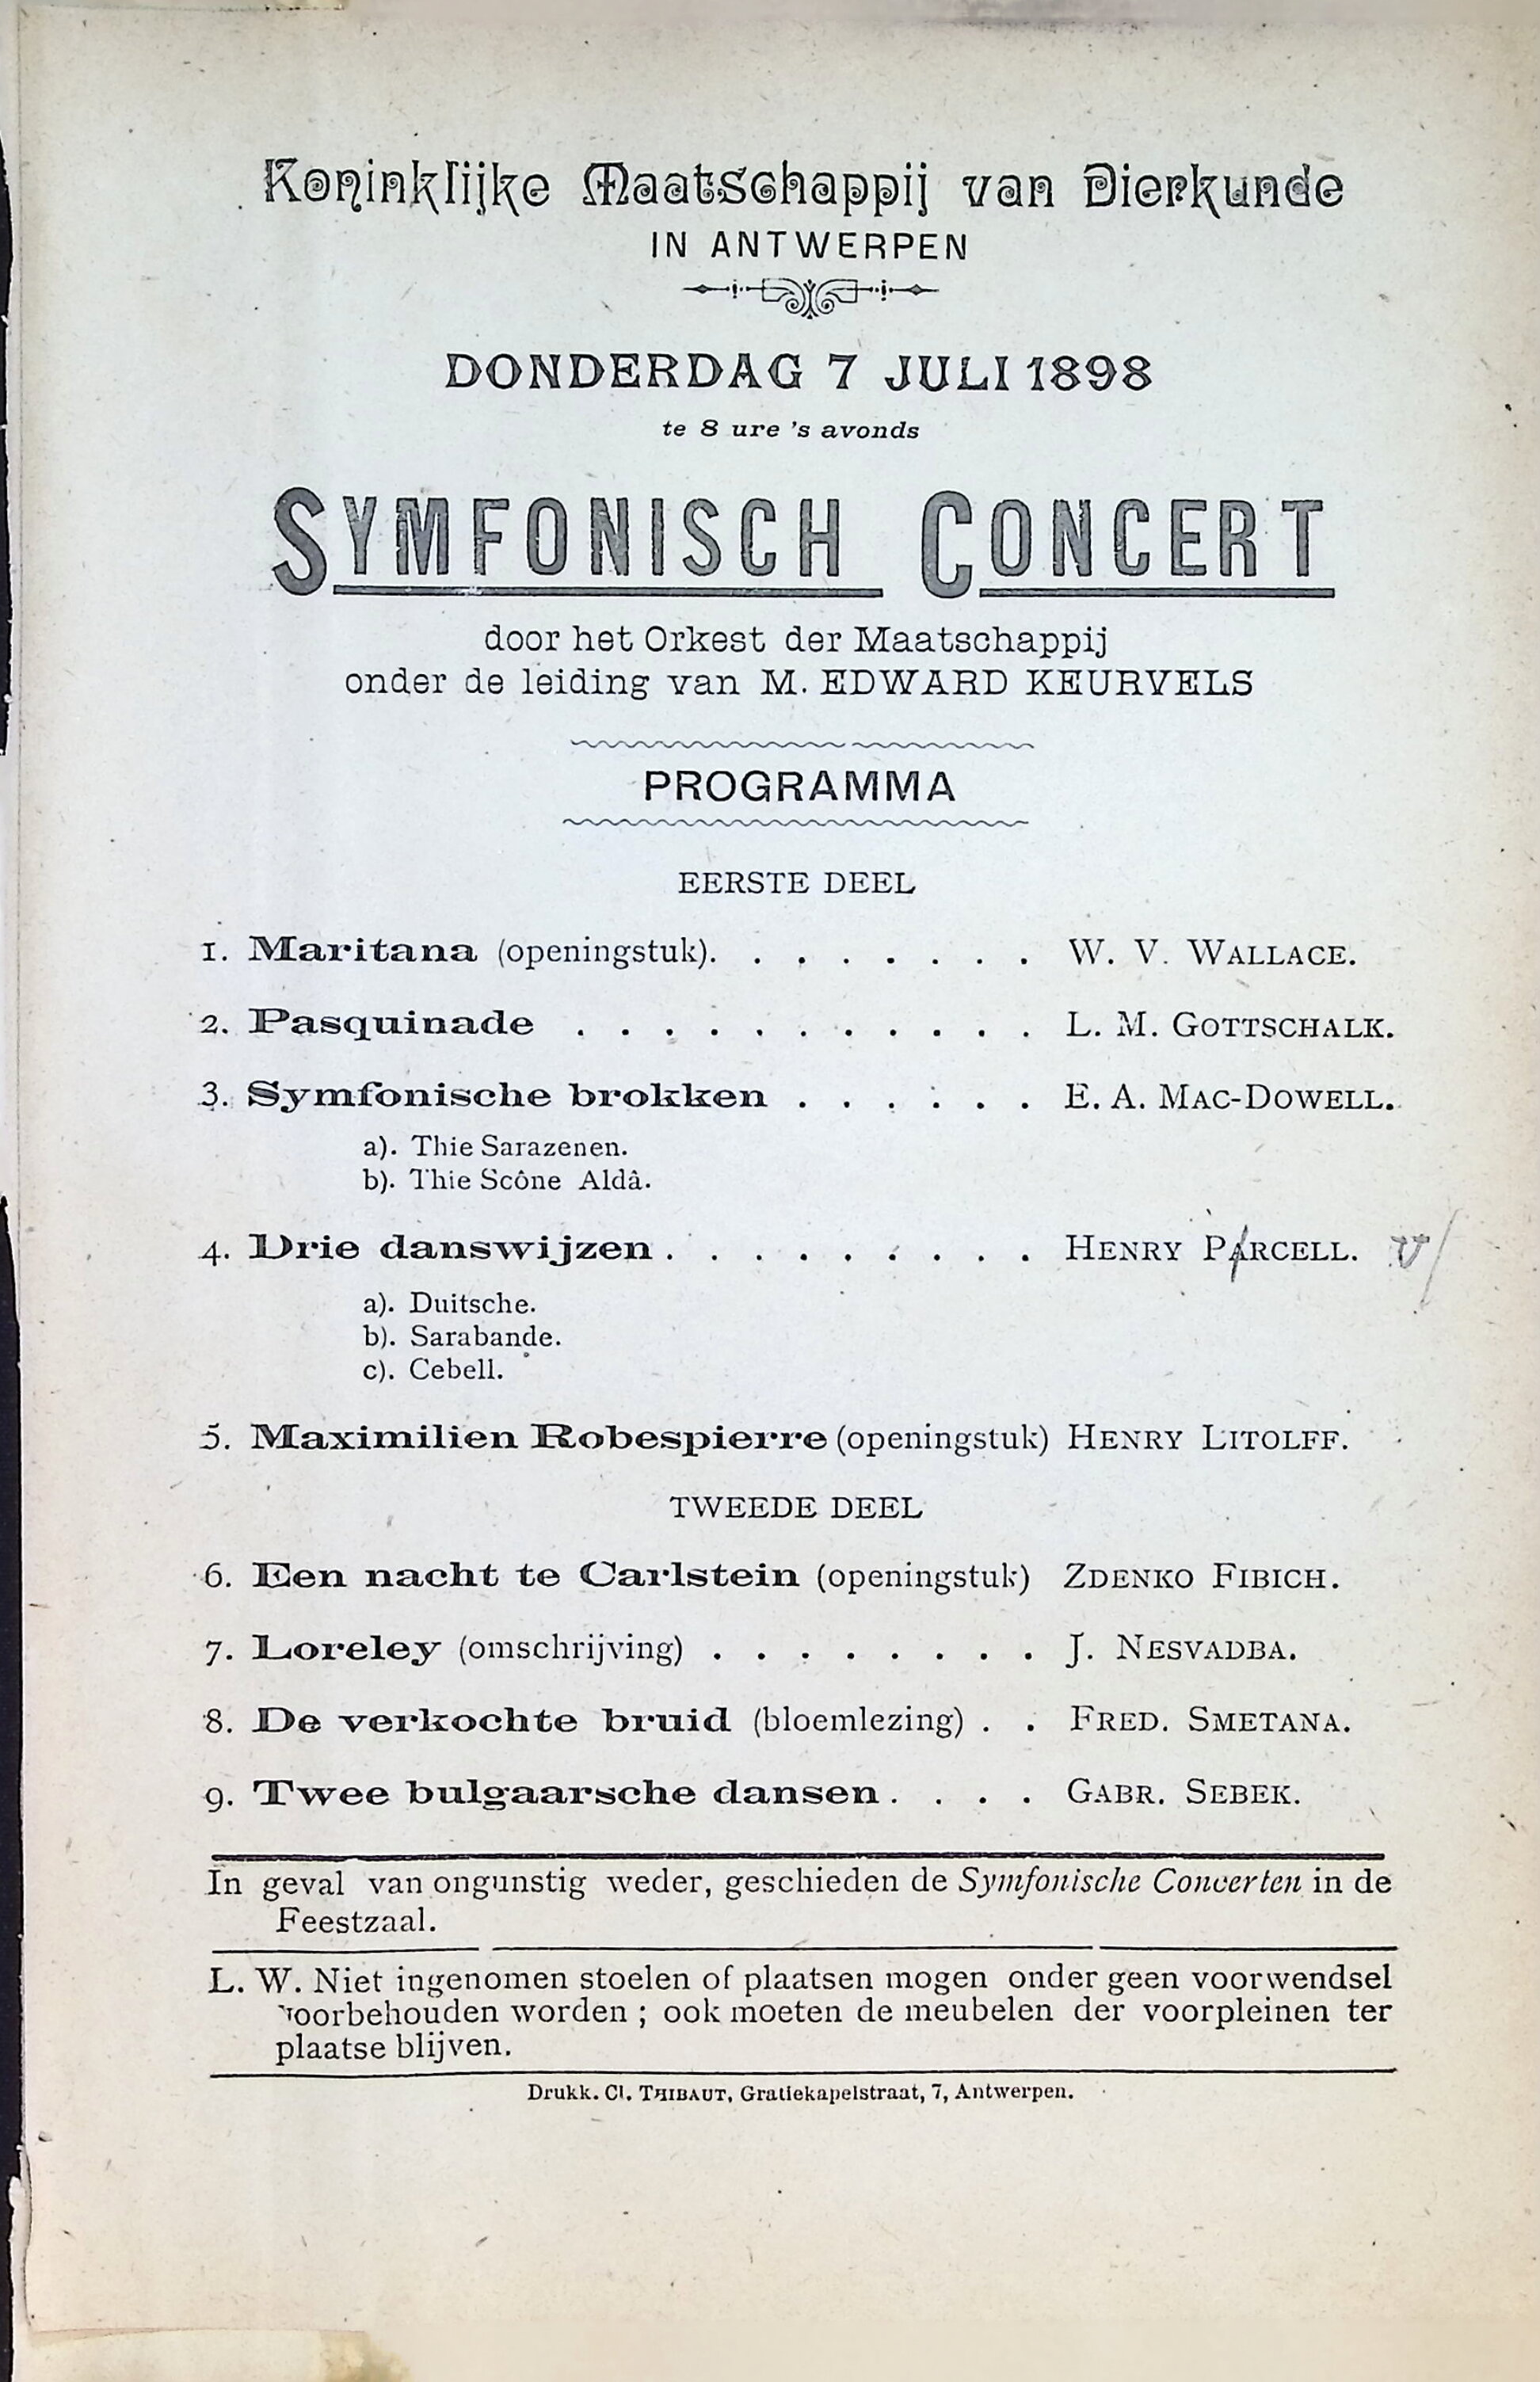 Koninklijke Maatschappij van Dierkunde
IN ANTWERPEN
DONDERDAG 7 JULI 1898
te 8 ure 's avonds
SYMFONISCH CONCERT
door het Orkest der Maatschappij
onder de leiding van M. EDWARD KEURVELS
PROGRAMMA
EERSTE DEEL
1. Maritana (openingstuk). . . . . . . . W. V. WALLACE.
2. Pasquinade . . . . . . . . . . . L. M. GOTTSCHALK.
3. Symfonische brokken . . . . . . E. A. MAC-DOWELL.
a). Thie Sarazenen.
b). Thie Scône Aldâ.
4. Drie danswijzen . . . . . . . . . HENRY PARCELL. v/
a). Duitsche.
b). Sarabande.
c). Cebell.
5. Maximilien Robespierre (openingstuk) HENRY LITOLFF.
TWEEDE DEEL
6. Een nacht te Carlstein (openingstuk) ZDENKO FIBICH.
7. Loreley (omschrijving) . . . . . . . . J. NESVADBA.
8. De verkochte bruid (bloemlezing) . . FRED. SMETANA.
9. Twee bulgaarsche dansen . . . . GABR. SEBEK.
In geval van ongunstig weder, geschieden de Symfonische Concerten in de
Feestzaal.
L. W. Niet ingenomen stoelen of plaatsen mogen onder geen voorwendsel
voorbehouden worden ; ook moeten de meubelen der voorpleinen ter
plaatse blijven.
Drukk. Cl. THIBAUT, Gratiekapelstraat, 7, Antwerpen.